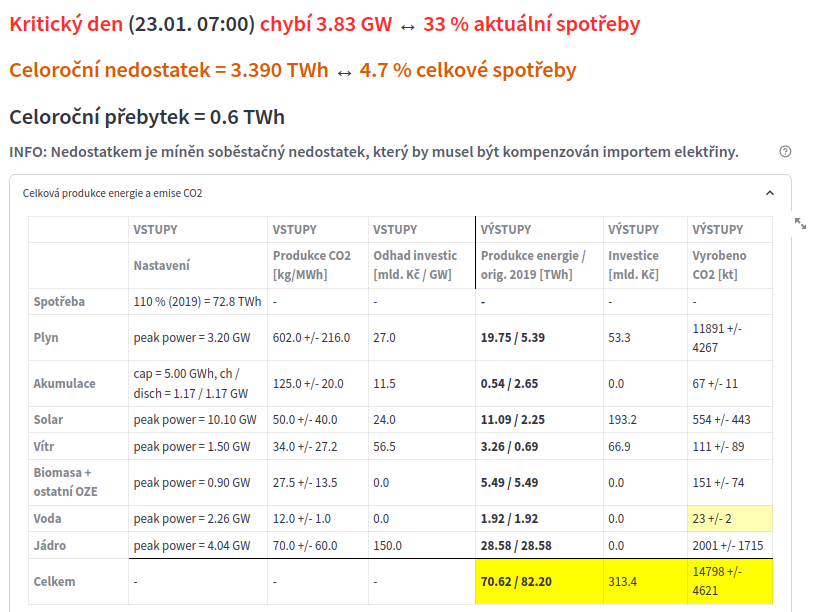 Kritický den (23.01. 07:00) chybí 3.83 GW ↔ 33 % aktuální spotřeby
Celoroční nedostatek = 3.390 TWh ↔ 4.7 % celkové spotřeby
Celoroční přebytek = 0.6 TWh
INFO: Nedostatkem je míněn soběstačný nedostatek, který by musel být kompenzován importem elektřiny.
Celková produkce energie a emise CO2
VSTUPY VSTUPY VSTUPY VÝSTUPY VÝSTUPY VÝSTUPY
Nastavení Produkce CO2 [kg/MWh] Odhad investic [mld. Kč / GW] Produkce energie / orig. 2019 [TWh] Investice [mld. Kč] Vyrobeno CO2 [kt]
Spotřeba 110 % (2019) = 72.8 TWh - - - - -
Plyn peak power = 3.20 GW 602.0 +/- 216.0 27.0 19.75 / 5.39 53.3 11891 +/- 4267
Akumulace cap = 5.00 GWh, ch / disch = 1.17 / 1.17 GW 125.0 +/- 20.0 11.5 0.54 / 2.65 0.0 67 +/- 11
Solar peak power = 10.10 GW 50.0 +/- 40.0 24.0 11.09 / 2.25 193.2 554 +/- 443
Vítr peak power = 1.50 GW 34.0 +/- 27.2 56.5 3.26 / 0.69 66.9 111 +/- 89
Biomasa + ostatní OZE peak power = 0.90 GW 27.5 +/- 13.5 0.0 5.49 / 5.49 0.0 151 +/- 74
Voda peak power = 2.26 GW 12.0 +/- 1.0 0.0 1.92 / 1.92 0.0 23 +/- 2
Jádro peak power = 4.04 GW 70.0 +/- 60.0 150.0 28.58 / 28.58 0.0 2001 +/- 1715
Celkem - - - 70.62 / 82.20 313.4 14798 +/- 4621